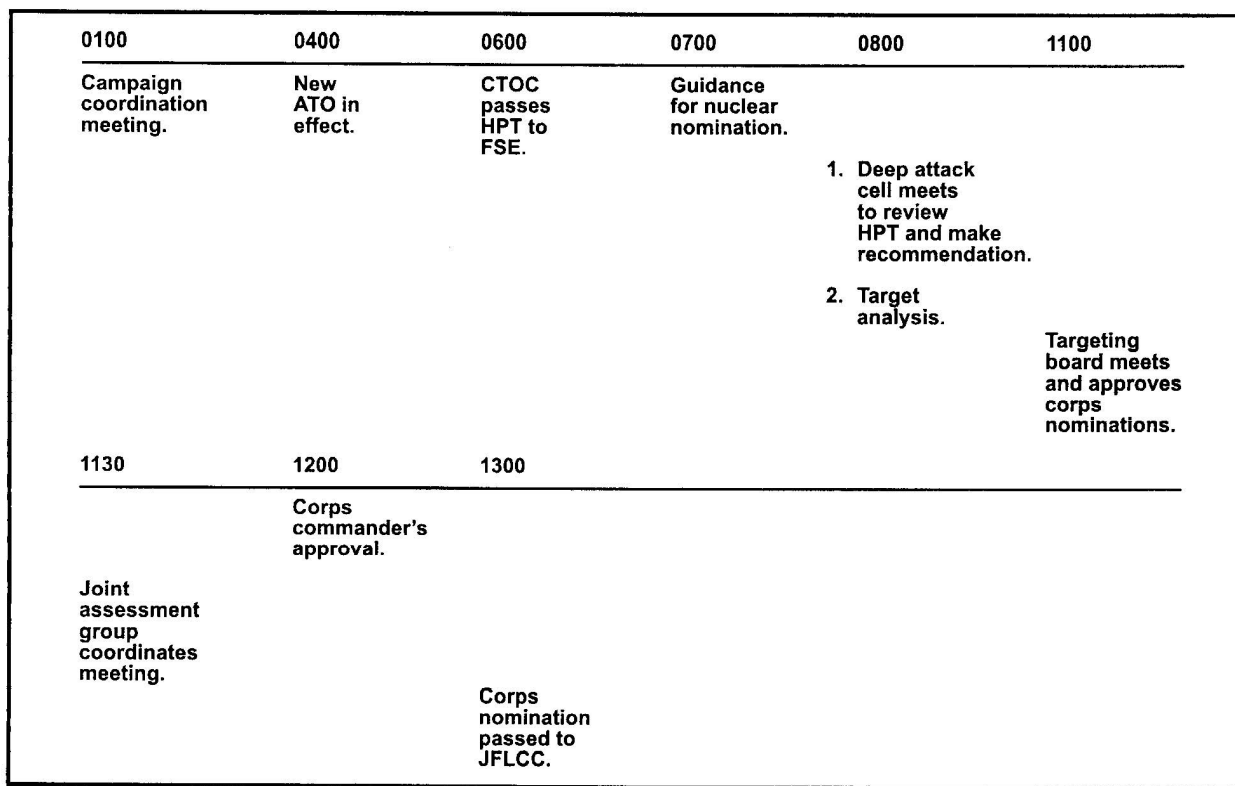 0100 0400 0600 0700 0800 1100
Campaign
coordination
meeting.
New
ATO in
effect.
CTOC
passes
HPT to
FSE.
Guidance
for nuclear
nomination.
1. Deep attack
cell meets
to review
HPT and make
recommendation.
2. Target
analysis.
Targeting
board meets
and approves
corps
nominations.
1130 1200 1300
Corps
commander's
approval.
Joint
assessment
group
coordinates
meeting.
Corps
nomination
passed to
JFLCC.